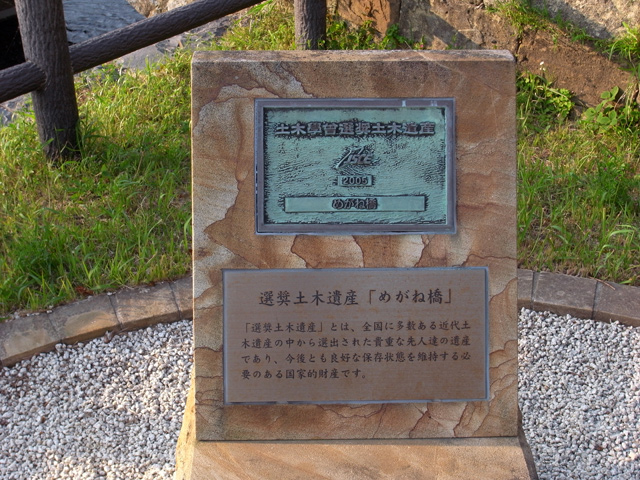 土木學會選奨土木遺産
JSCE
2005
めがね橋
選奨土木遺産「めがね橋」
「選奨土木遺産」とは、全国に多数ある近代土
木遺産の中から選出された貴重な先人達の遺産
であり、今後とも良好な保存状態を維持する必
要のある国家的財産です。